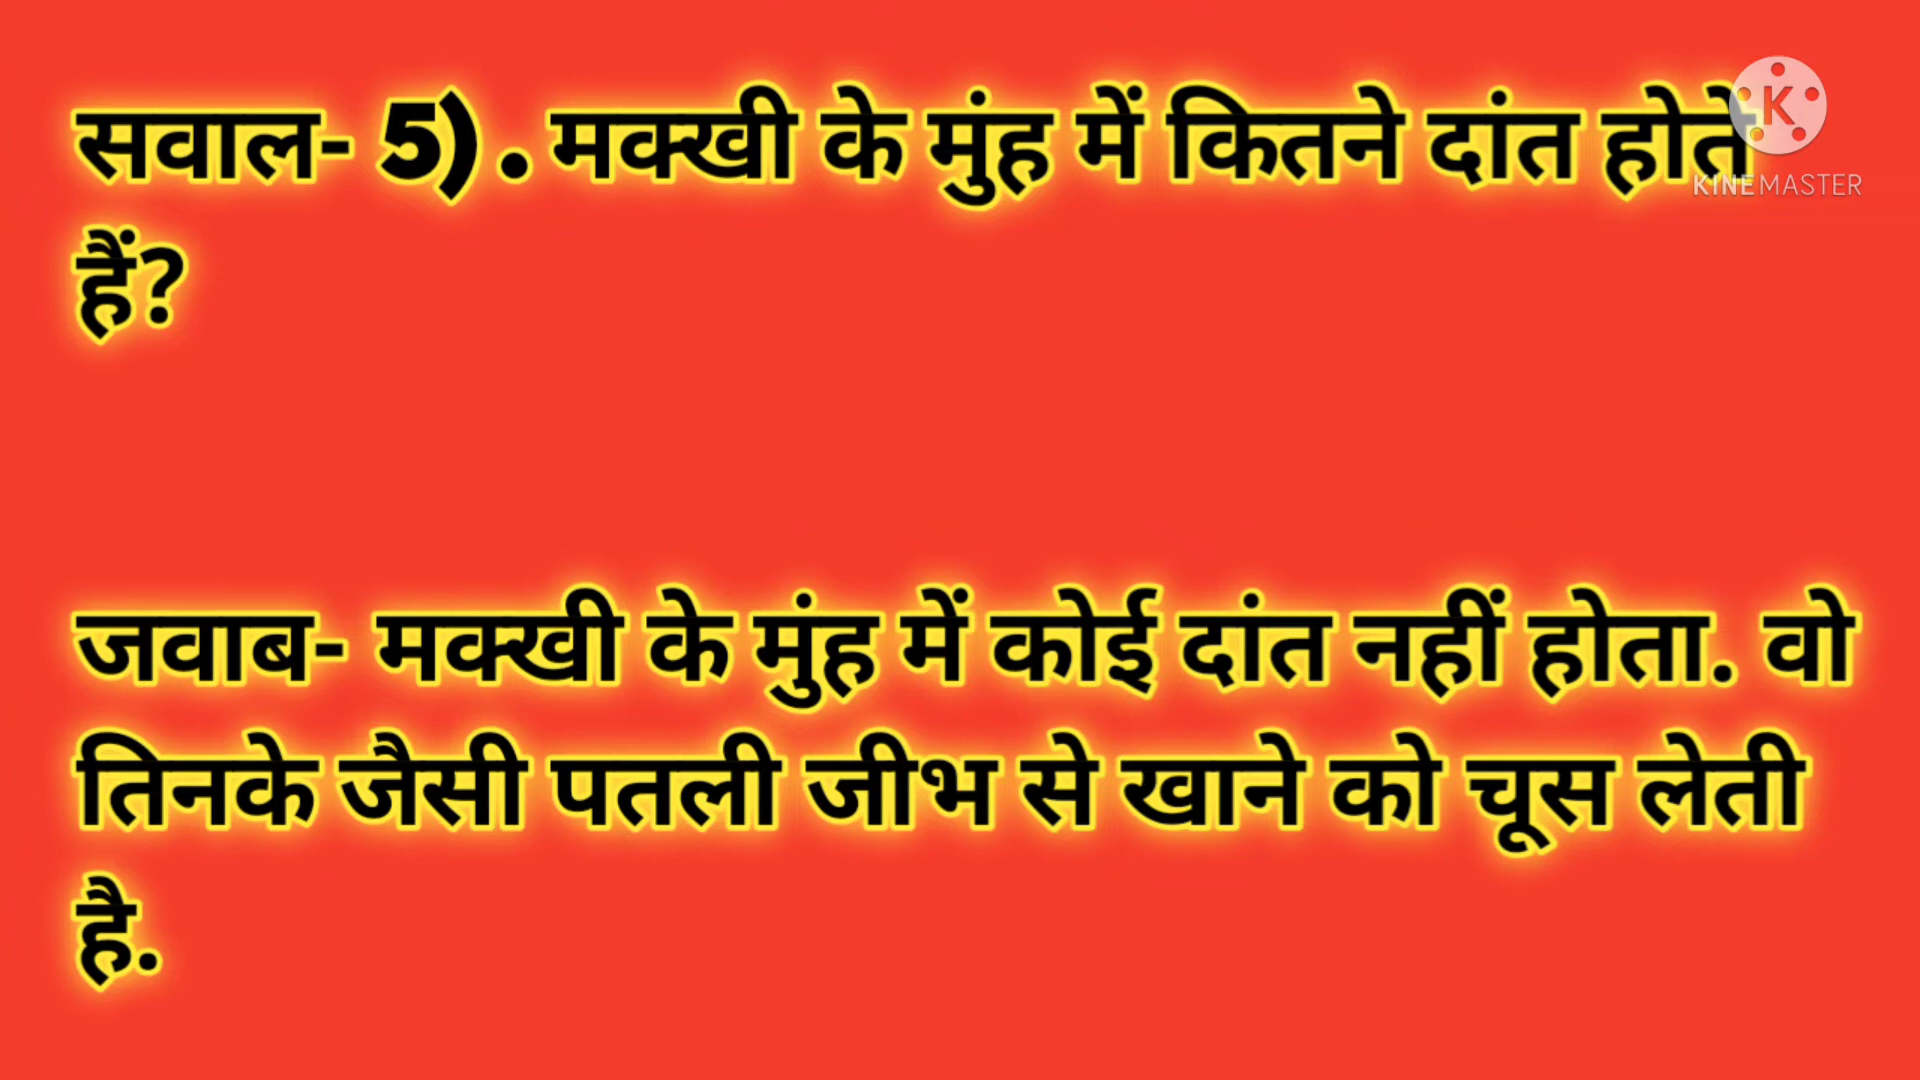 सवाल- 5) . मक्खी के मुंह में कितने दांत होते
हैं?
जवाब- मक्खी के मुंह में कोई दांत नहीं होता. वो
तिनके जैसी पतली जीभ से खाने को चूस लेती
है.
K
KINEMASTER